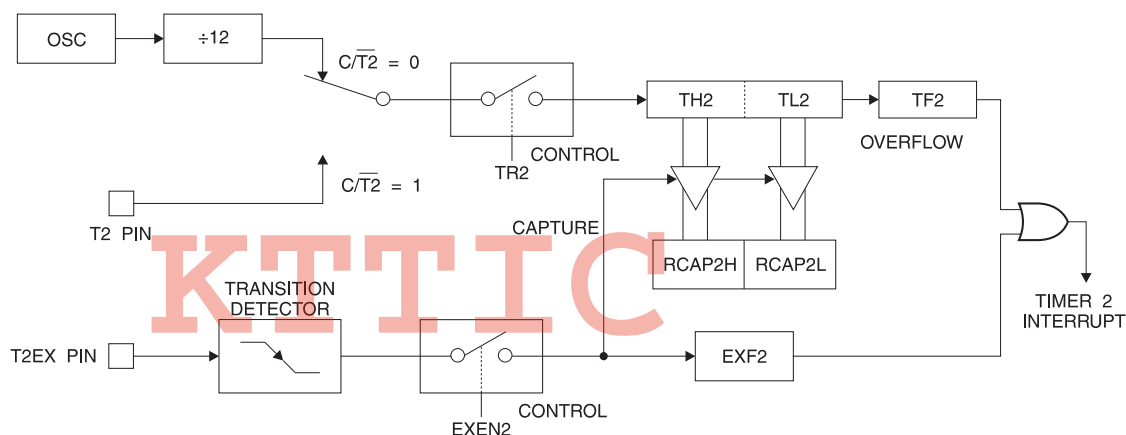 OSC
÷12
C/T2 = 0
TH2
TL2
TF2
OVERFLOW
CONTROL
TR2
C/T2 = 1
T2 PIN
CAPTURE
RCAP2H
RCAP2L
KTTIC
TRANSITION
DETECTOR
TIMER 2
INTERRUPT
T2EX PIN
EXF2
CONTROL
EXEN2